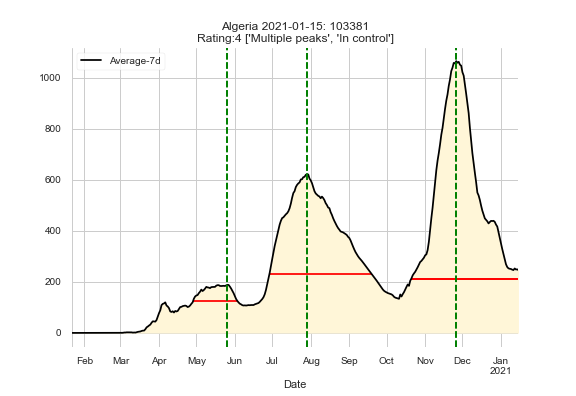 Algeria 2021-01-15: 103381
Rating:4 ['Multiple peaks', 'In control']
Average-7d
1000
800
600
400
200
0
Feb Mar Apr May Jun Jul Aug Sep Oct Nov Dec Jan
2021
Date